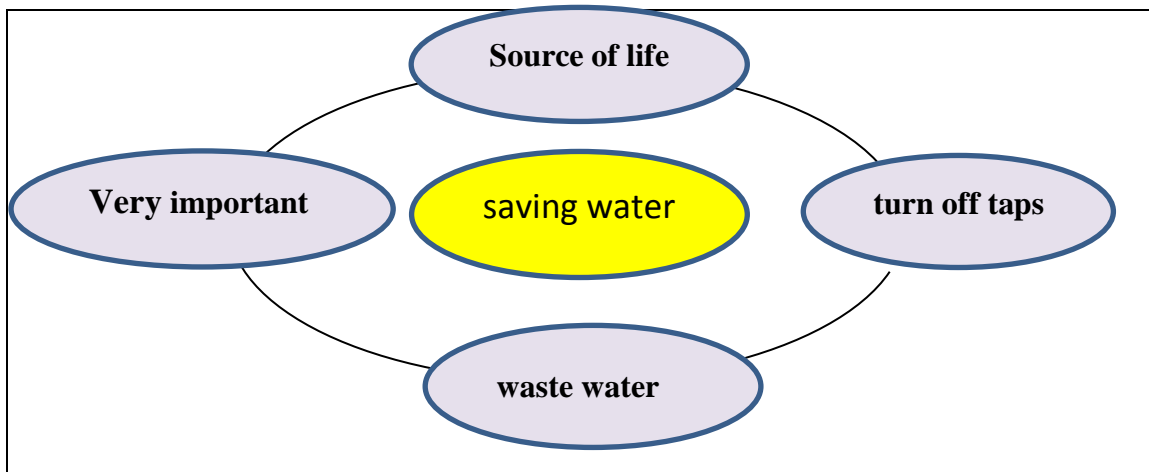 Source of life
Very important
saving water
turn off taps
waste water